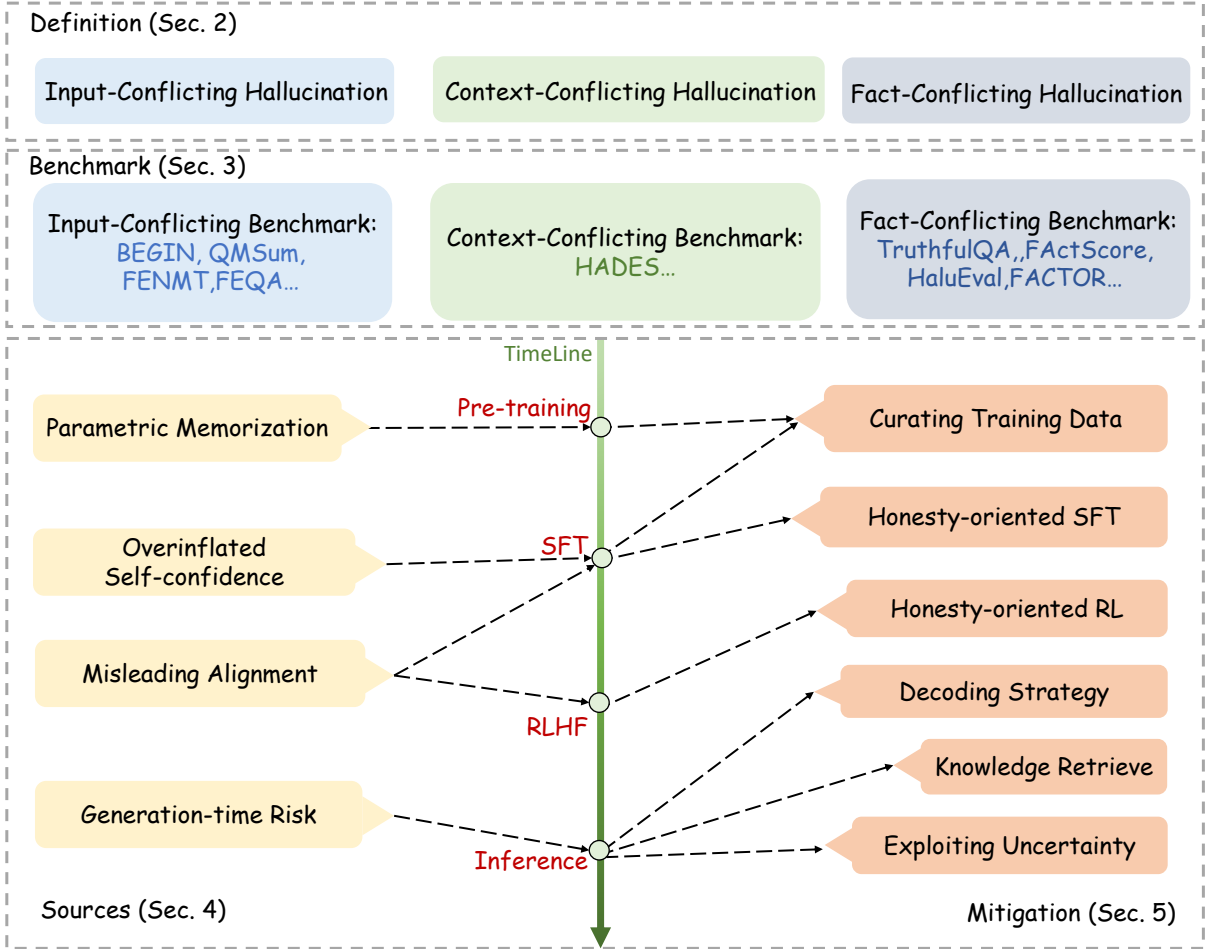 Definition (Sec. 2)
Input-Conflicting Hallucination
Context-Conflicting Hallucination
Fact-Conflicting Hallucination
Benchmark (Sec. 3)
Input-Conflicting Benchmark:
BEGIN, QMSum,
FENMT,FEQA...
Context-Conflicting Benchmark:
HADES...
Fact-Conflicting Benchmark:
TruthfulQA,,FActScore,
HaluEval,FACTOR...
TimeLine
Parametric Memorization
Pre-training
Curating Training Data
Overinflated
Self-confidence
SFT
Honesty-oriented SFT
Honesty-oriented RL
Misleading Alignment
RLHF
Decoding Strategy
Knowledge Retrieve
Generation-time Risk
Inference
Exploiting Uncertainty
Sources (Sec. 4)
Mitigation (Sec. 5)